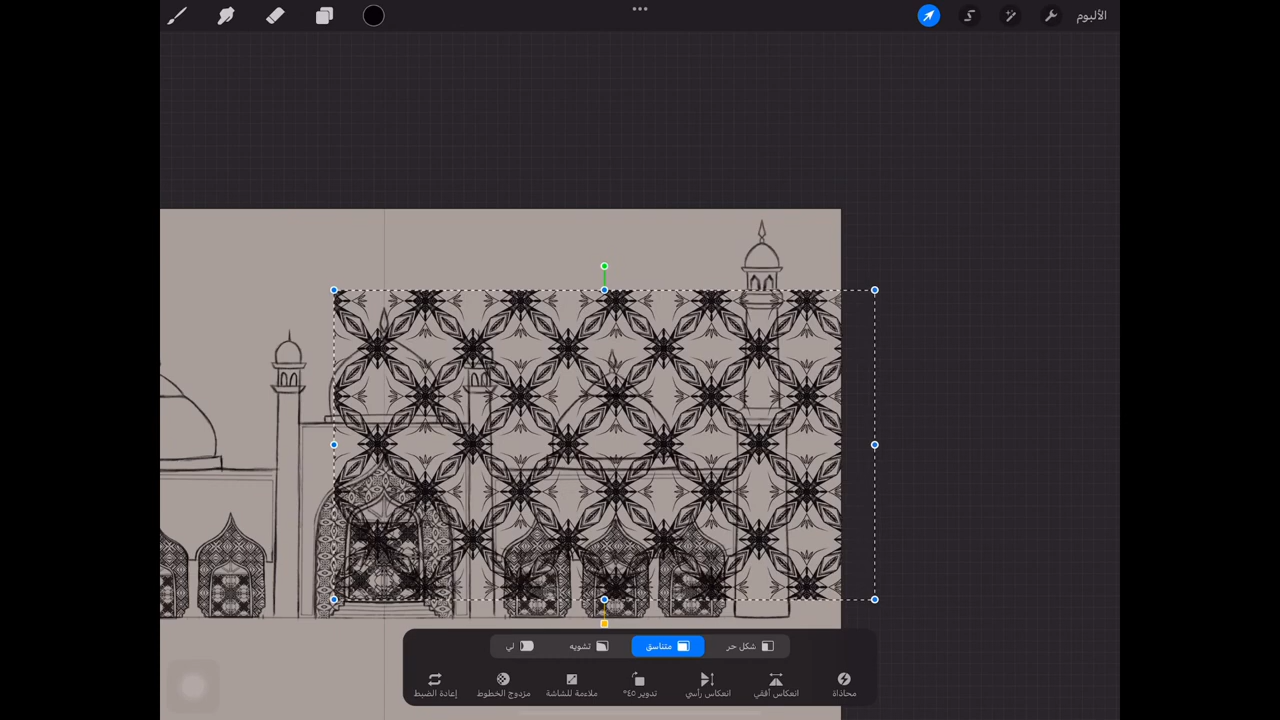 الألبوم
شكل حر
متناسق
تشويه
لي
محاذاة
انعكاس أفقي
انعكاس رأسي
تدوير ٤٥°
ملاءمة للشاشة
مزدوج الخطوط
إعادة الضبط